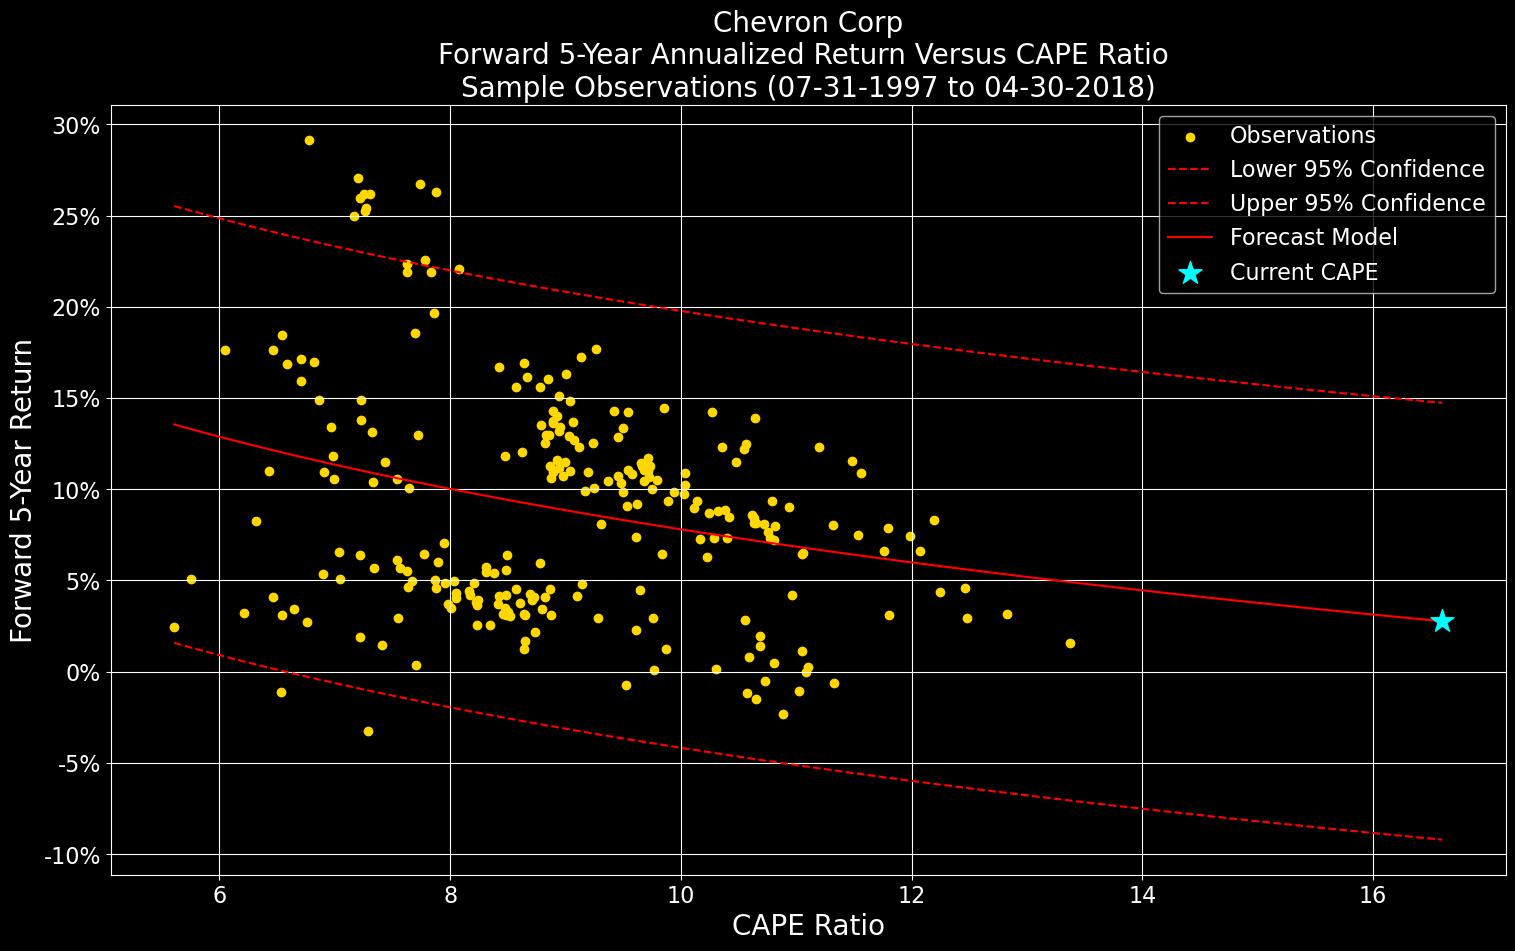 Chevron Corp
Forward 5-Year Annualized Return Versus CAPE Ratio
Sample Observations (07-31-1997 to 04-30-2018)
Observations
Lower 95% Confidence
Upper 95% Confidence
Forecast Model
Current CAPE
Forward 5-Year Return
30%
25%
20%
15%
10%
5%
0%
-5%
-10%
6 8 10 12 14 16
CAPE Ratio